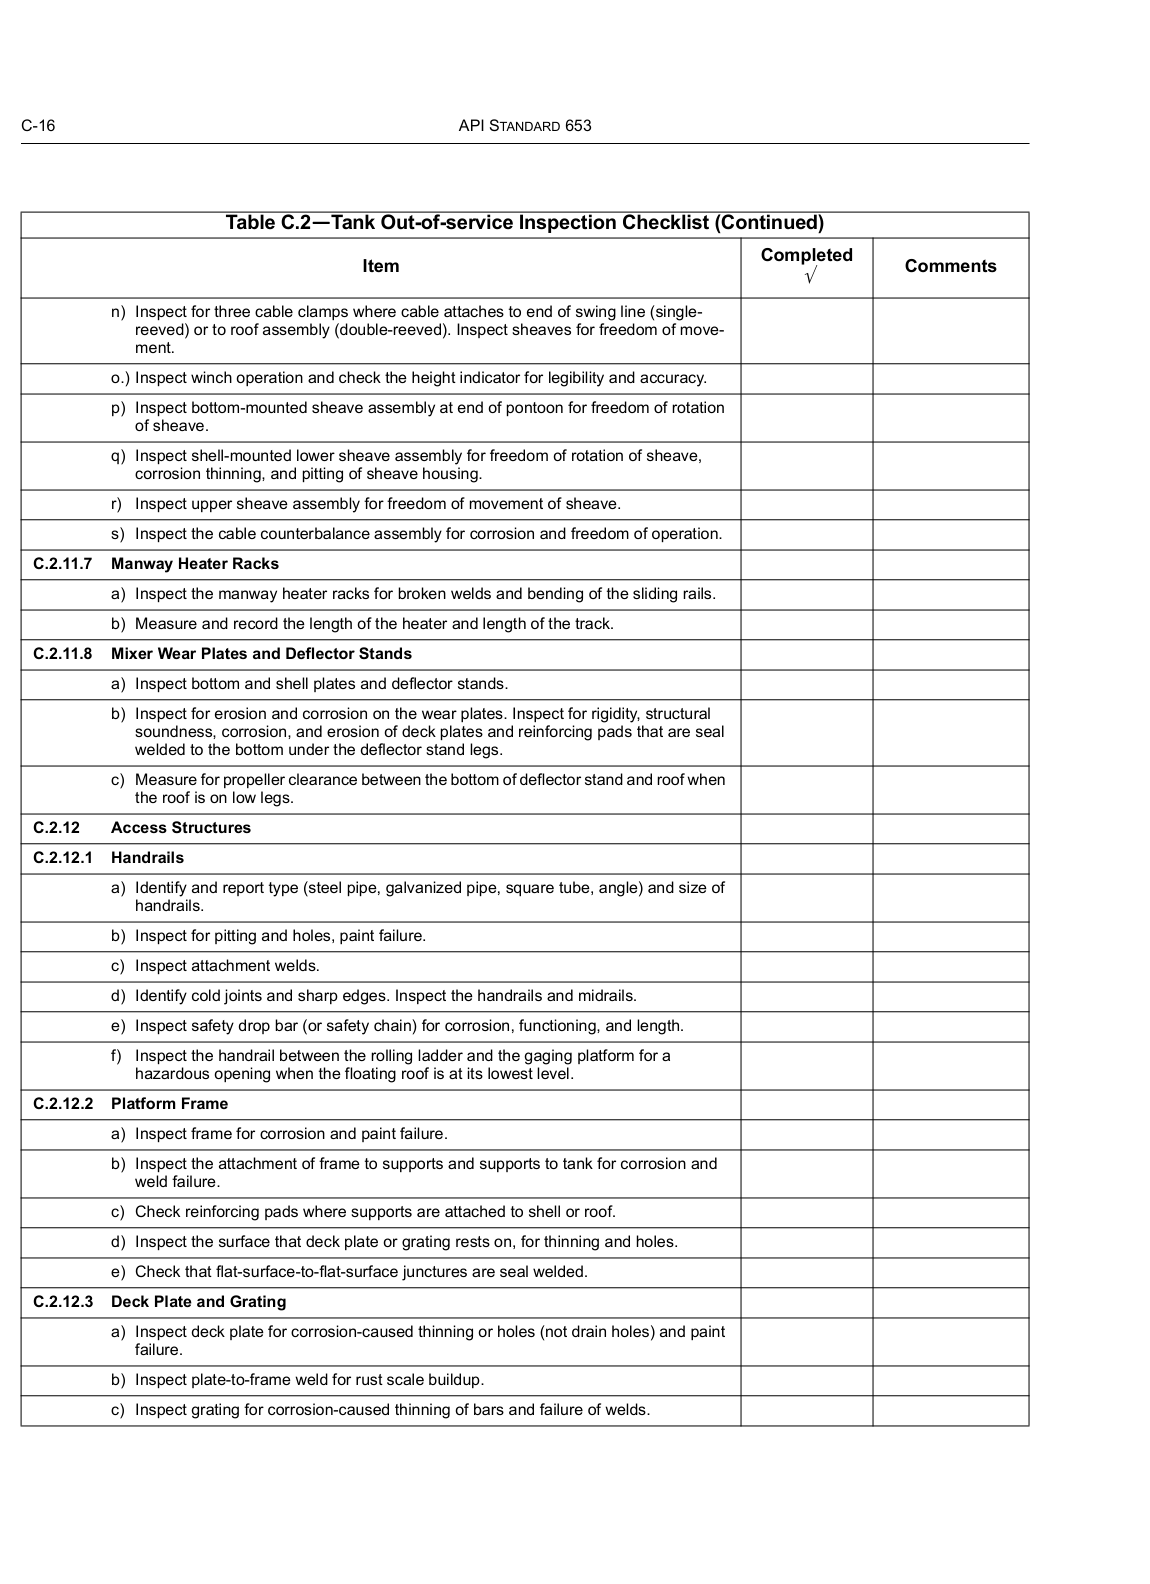 C-16
API STANDARD 653
Table C.2—Tank Out-of-service Inspection Checklist (Continued)
Item
Completed
√
Comments
n) Inspect for three cable clamps where cable attaches to end of swing line (single-
reeved) or to roof assembly (double-reeved). Inspect sheaves for freedom of move-
ment.
o.) Inspect winch operation and check the height indicator for legibility and accuracy.
p) Inspect bottom-mounted sheave assembly at end of pontoon for freedom of rotation
of sheave.
q) Inspect shell-mounted lower sheave assembly for freedom of rotation of sheave,
corrosion thinning, and pitting of sheave housing.
r) Inspect upper sheave assembly for freedom of movement of sheave.
s) Inspect the cable counterbalance assembly for corrosion and freedom of operation.
C.2.11.7 Manway Heater Racks
a) Inspect the manway heater racks for broken welds and bending of the sliding rails.
b) Measure and record the length of the heater and length of the track.
C.2.11.8 Mixer Wear Plates and Deflector Stands
a) Inspect bottom and shell plates and deflector stands.
b) Inspect for erosion and corrosion on the wear plates. Inspect for rigidity, structural
soundness, corrosion, and erosion of deck plates and reinforcing pads that are seal
welded to the bottom under the deflector stand legs.
c) Measure for propeller clearance between the bottom of deflector stand and roof when
the roof is on low legs.
C.2.12 Access Structures
C.2.12.1 Handrails
a) Identify and report type (steel pipe, galvanized pipe, square tube, angle) and size of
handrails.
b) Inspect for pitting and holes, paint failure.
c) Inspect attachment welds.
d) Identify cold joints and sharp edges. Inspect the handrails and midrails.
e) Inspect safety drop bar (or safety chain) for corrosion, functioning, and length.
f) Inspect the handrail between the rolling ladder and the gaging platform for a
hazardous opening when the floating roof is at its lowest level.
C.2.12.2 Platform Frame
a) Inspect frame for corrosion and paint failure.
b) Inspect the attachment of frame to supports and supports to tank for corrosion and
weld failure.
c) Check reinforcing pads where supports are attached to shell or roof.
d) Inspect the surface that deck plate or grating rests on, for thinning and holes.
e) Check that flat-surface-to-flat-surface junctures are seal welded.
C.2.12.3 Deck Plate and Grating
a) Inspect deck plate for corrosion-caused thinning or holes (not drain holes) and paint
failure.
b) Inspect plate-to-frame weld for rust scale buildup.
c) Inspect grating for corrosion-caused thinning of bars and failure of welds.